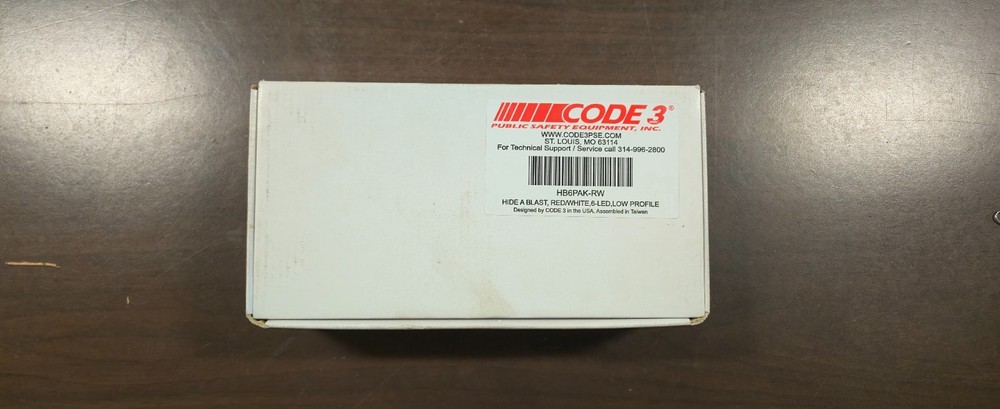 CODE 3®
PUBLIC SAFETY EQUIPMENT, INC.
WWW.CODE3PSE.COM
ST. LOUIS, MO 63114
For Technical Support / Service call 314-996-2800
HB6PAK-RW
HIDE A BLAST, RED/WHITE,6-LED,LOW PROFILE
Designed by CODE 3 in the USA. Assembled in Taiwan